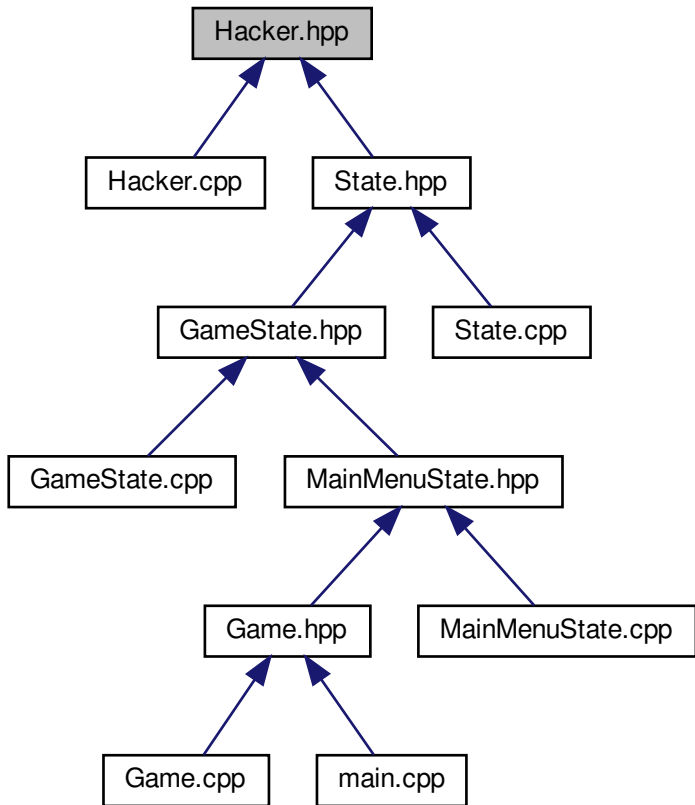 Hacker.hpp
Hacker.cpp
State.hpp
GameState.hpp
State.cpp
GameState.cpp
MainMenuState.hpp
Game.hpp
MainMenuState.cpp
Game.cpp
main.cpp